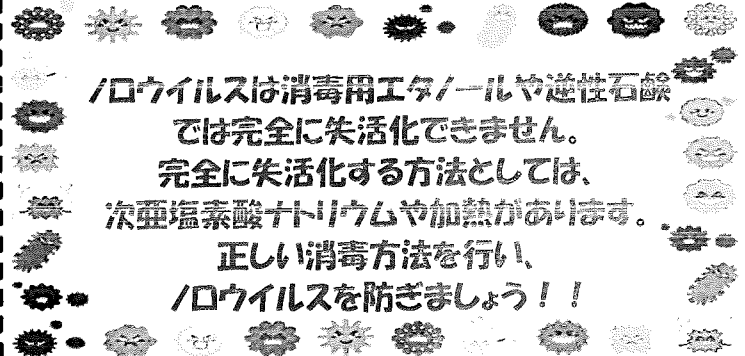 ノロウイルスは消毒用エタノールや逆性石鹸
では完全に失活化できません。
完全に失活化する方法としては、
次亜塩素酸ナトリウムや加熱があります。
正しい消毒方法を行い、
ノロウイルスを防ぎましょう！！